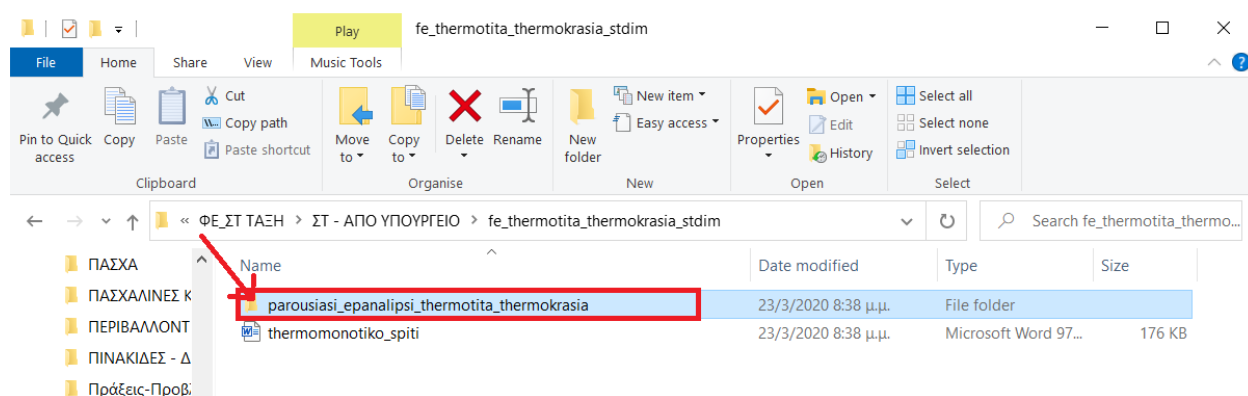 Play fe_thermotita_thermokrasia_stdim
File Home Share View Music Tools
Pin to Quick access
Copy
Paste
Cut
Copy path
Paste shortcut
Move to
Copy to
Delete
Rename
New folder
New item
Easy access
Properties
Open
Edit
History
Select all
Select none
Invert selection
Clipboard Organise New Open Select
« ΦΕ_ΣΤ ΤΑΞΗ > ΣΤ - ΑΠΟ ΥΠΟΥΡΓΕΙΟ > fe_thermotita_thermokrasia_stdim Search fe_thermotita_thermo...
ΠΑΣΧΑ
ΠΑΣΧΑΛΙΝΕΣ Κ
ΠΕΡΙΒΑΛΛΟΝΤ
ΠΙΝΑΚΙΔΕΣ - Δ
Πράξεις-Προβλ
Name Date modified Type Size
parousiasi_epanalipsi_thermotita_thermokrasia 23/3/2020 8:38 μ.μ. File folder
thermomonotiko_spiti 23/3/2020 8:38 μ.μ. Microsoft Word 97... 176 KB